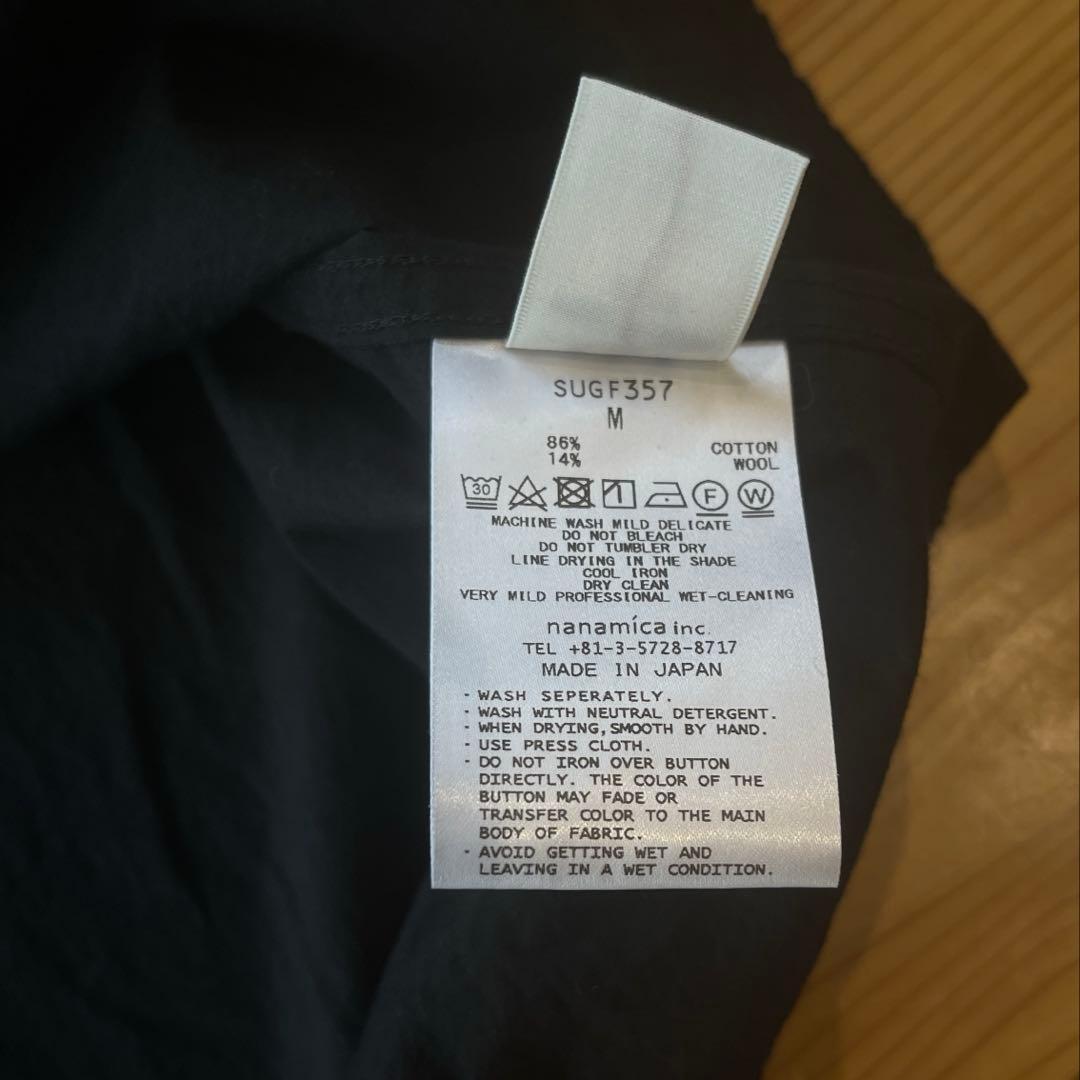 SUGF357
M
86% COTTON
14% WOOL
30 F W
MACHINE WASH MILD DELICATE
DO NOT BLEACH
DO NOT TUMBLER DRY
LINE DRYING IN THE SHADE
COOL IRON
DRY CLEAN
VERY MILD PROFESSIONAL WET-CLEANING
nanamíca inc.
TEL +81-3-5728-8717
MADE IN JAPAN
- WASH SEPERATELY.
- WASH WITH NEUTRAL DETERGENT.
- WHEN DRYING, SMOOTH BY HAND.
- USE PRESS CLOTH.
- DO NOT IRON OVER BUTTON
DIRECTLY. THE COLOR OF THE
BUTTON MAY FADE OR
TRANSFER COLOR TO THE MAIN
BODY OF FABRIC.
- AVOID GETTING WET AND
LEAVING IN A WET CONDITION.